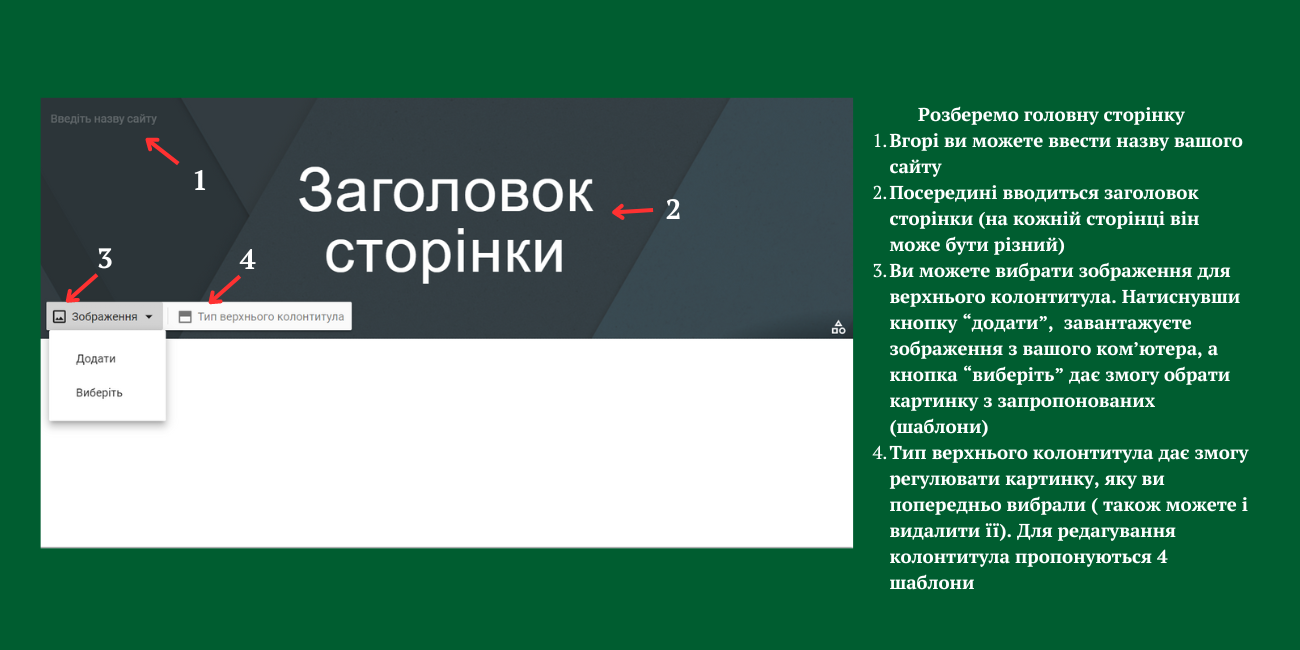 Введіть назву сайту
1
Заголовок
сторінки
2
3
4
Зображення
Тип верхнього колонтитула
Додати
Виберіть
Розберемо головну сторінку
1. Вгорі ви можете ввести назву вашого
сайту
2. Посередині вводиться заголовок
сторінки (на кожній сторінці він
може бути різний)
3. Ви можете вибрати зображення для
верхнього колонтитула. Натиснувши
кнопку “додати”,  завантажуєте
зображення з вашого ком’ютера, а
кнопка “виберіть” дає змогу обрати
картинку з запропонованих
(шаблони)
4. Тип верхнього колонтитула дає змогу
регулювати картинку, яку ви
попередньо вибрали ( також можете і
видалити її). Для редагування
колонтитула пропонуються 4
шаблони